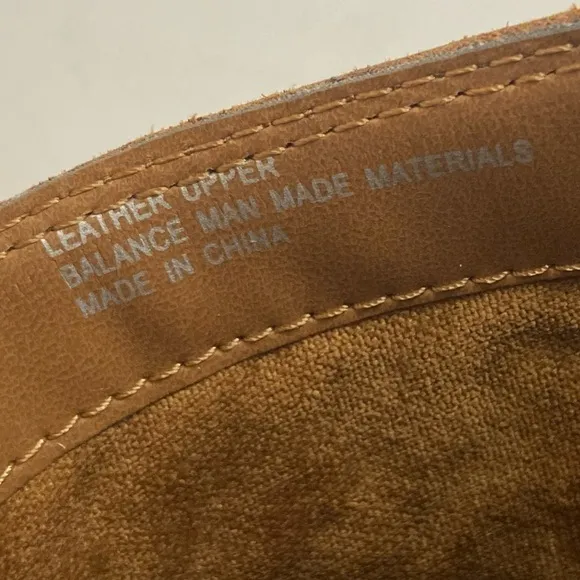 LEATHER UPPER
BALANCE MAN MADE MATERIALS
MADE IN CHINA